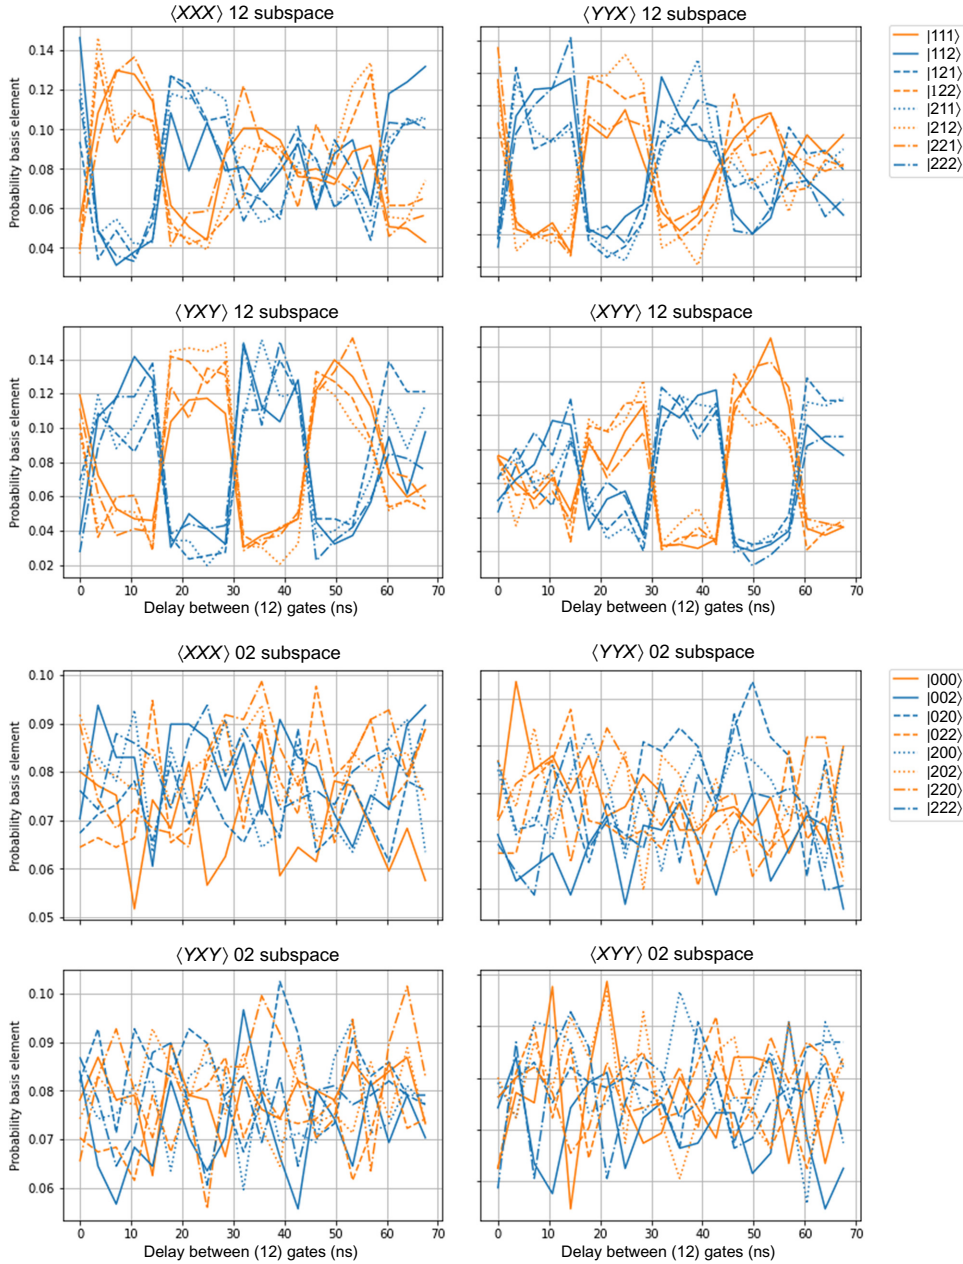 ⟨XXX⟩ 12 subspace
⟨YYX⟩ 12 subspace
Probability basis element
0.14
0.12
0.10
0.08
0.06
0.04
|111⟩
|112⟩
|121⟩
|122⟩
|211⟩
|212⟩
|221⟩
|222⟩
⟨YXY⟩ 12 subspace
⟨XYY⟩ 12 subspace
Probability basis element
0.14
0.12
0.10
0.08
0.06
0.04
0.02
0 10 20 30 40 50 60 70
0 10 20 30 40 50 60 70
Delay between (12) gates (ns)
Delay between (12) gates (ns)
⟨XXX⟩ 02 subspace
⟨YYX⟩ 02 subspace
Probability basis element
0.10
0.09
0.08
0.07
0.06
0.05
|000⟩
|002⟩
|020⟩
|022⟩
|200⟩
|202⟩
|220⟩
|222⟩
⟨YXY⟩ 02 subspace
⟨XYY⟩ 02 subspace
Probability basis element
0.10
0.09
0.08
0.07
0.06
0 10 20 30 40 50 60 70
0 10 20 30 40 50 60 70
Delay between (12) gates (ns)
Delay between (12) gates (ns)